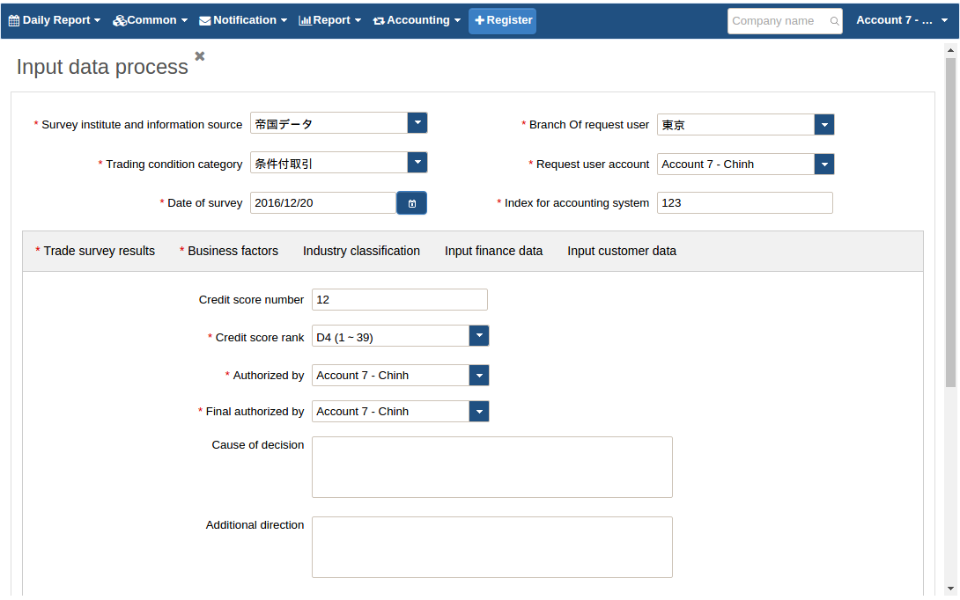 Daily Report Common Notification Report Accounting Register Company name Account 7 - ...
Input data process
* Survey institute and information source 帝国データ * Branch Of request user 東京
* Trading condition category 条件付取引 * Request user account Account 7 - Chinh
* Date of survey 2016/12/20 * Index for accounting system 123
* Trade survey results * Business factors Industry classification Input finance data Input customer data
Credit score number 12
* Credit score rank D4 (1 ~ 39)
* Authorized by Account 7 - Chinh
* Final authorized by Account 7 - Chinh
Cause of decision
Additional direction